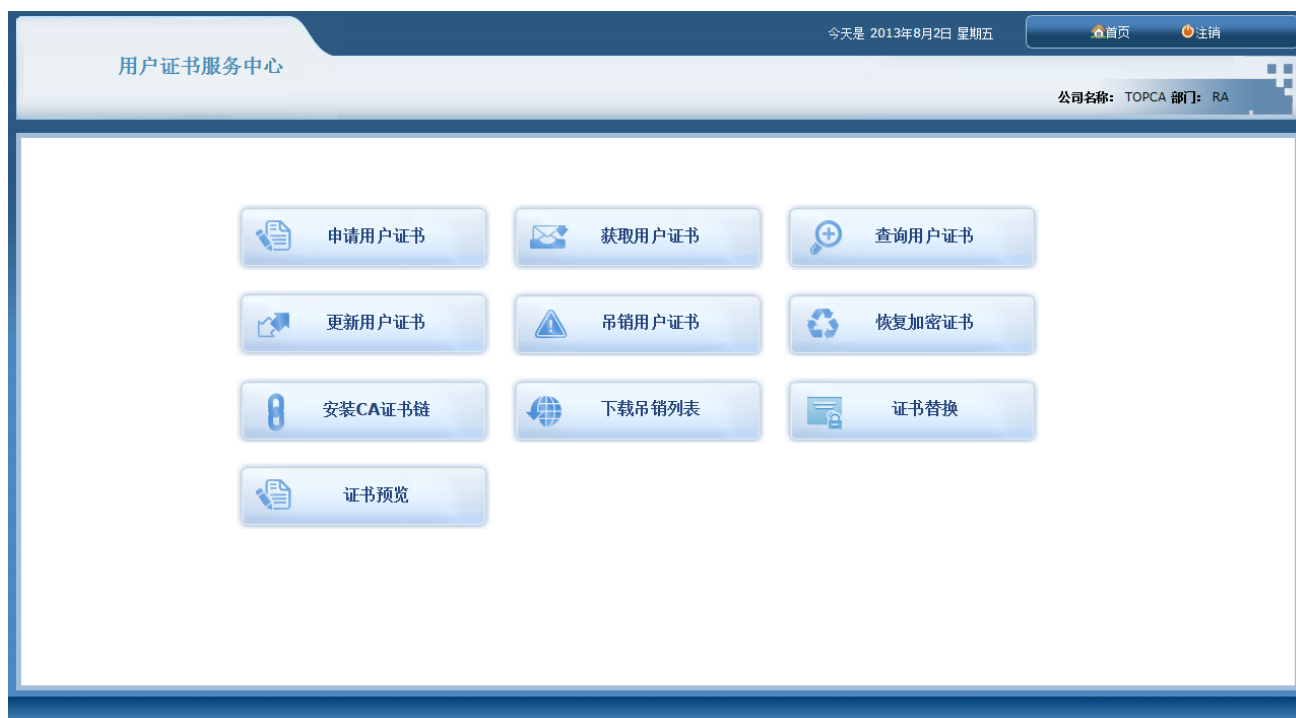 今天是 2013年8月2日 星期五 首页 注销
用户证书服务中心
公司名称: TOPCA 部门: RA
申请用户证书 获取用户证书 查询用户证书
更新用户证书 吊销用户证书 恢复加密证书
安装CA证书链 下载吊销列表 证书替换
证书预览